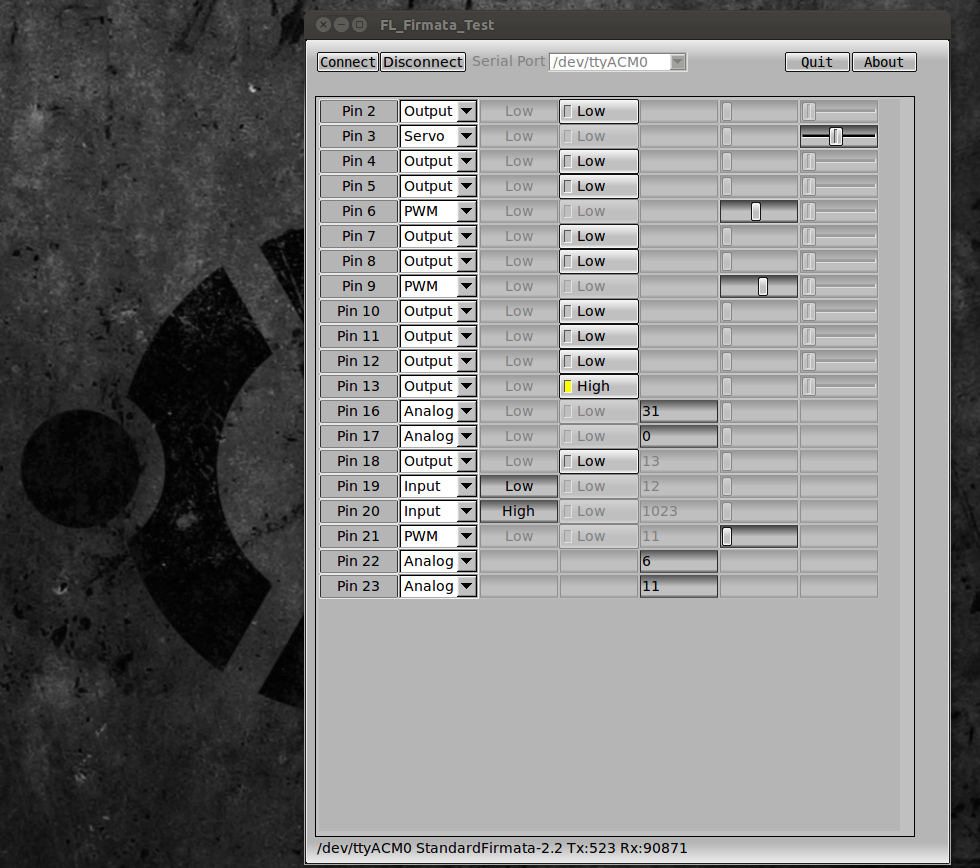 FL_Firmata_Test
Connect Disconnect Serial Port /dev/ttyACM0 Quit About
Pin 2 Output Low Low
Pin 3 Servo Low Low
Pin 4 Output Low Low
Pin 5 Output Low Low
Pin 6 PWM Low Low
Pin 7 Output Low Low
Pin 8 Output Low Low
Pin 9 PWM Low Low
Pin 10 Output Low Low
Pin 11 Output Low Low
Pin 12 Output Low Low
Pin 13 Output Low High
Pin 16 Analog Low Low 31
Pin 17 Analog Low Low 0
Pin 18 Output Low Low 13
Pin 19 Input Low Low 12
Pin 20 Input High Low 1023
Pin 21 PWM Low Low 11
Pin 22 Analog 6
Pin 23 Analog 11
/dev/ttyACM0 StandardFirmata-2.2 Tx:523 Rx:90871